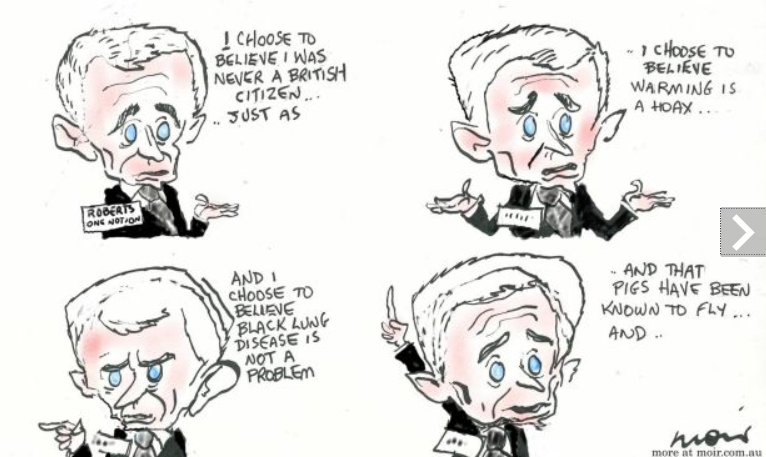 I CHOOSE TO
BELIEVE I WAS
NEVER A BRITISH
CITIZEN...
.. JUST AS
ROBERTS
ONE NOTION
.. I CHOOSE TO
BELIEVE
WARMING IS
A HOAX....
AND I
CHOOSE TO
BELIEVE
BLACK LUNG
DISEASE IS
NOT A
PROBLEM
.. AND THAT
PIGS HAVE BEEN
KNOWN TO FLY...
AND ..
moir
more at moir.com.au